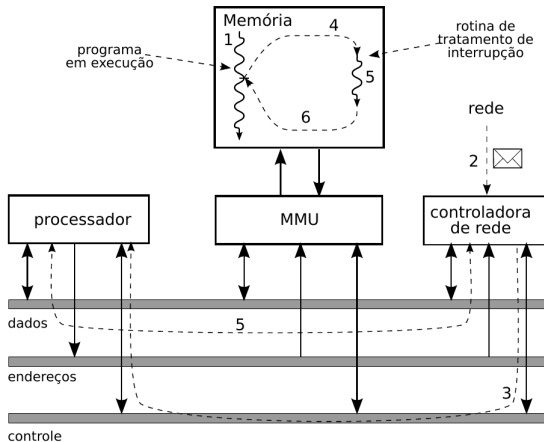 Memória
1
4
programa
em execução
rotina de
tratamento de
interrupção
5
6
rede
2
processador
MMU
controladora
de rede
dados
5
endereços
3
controle